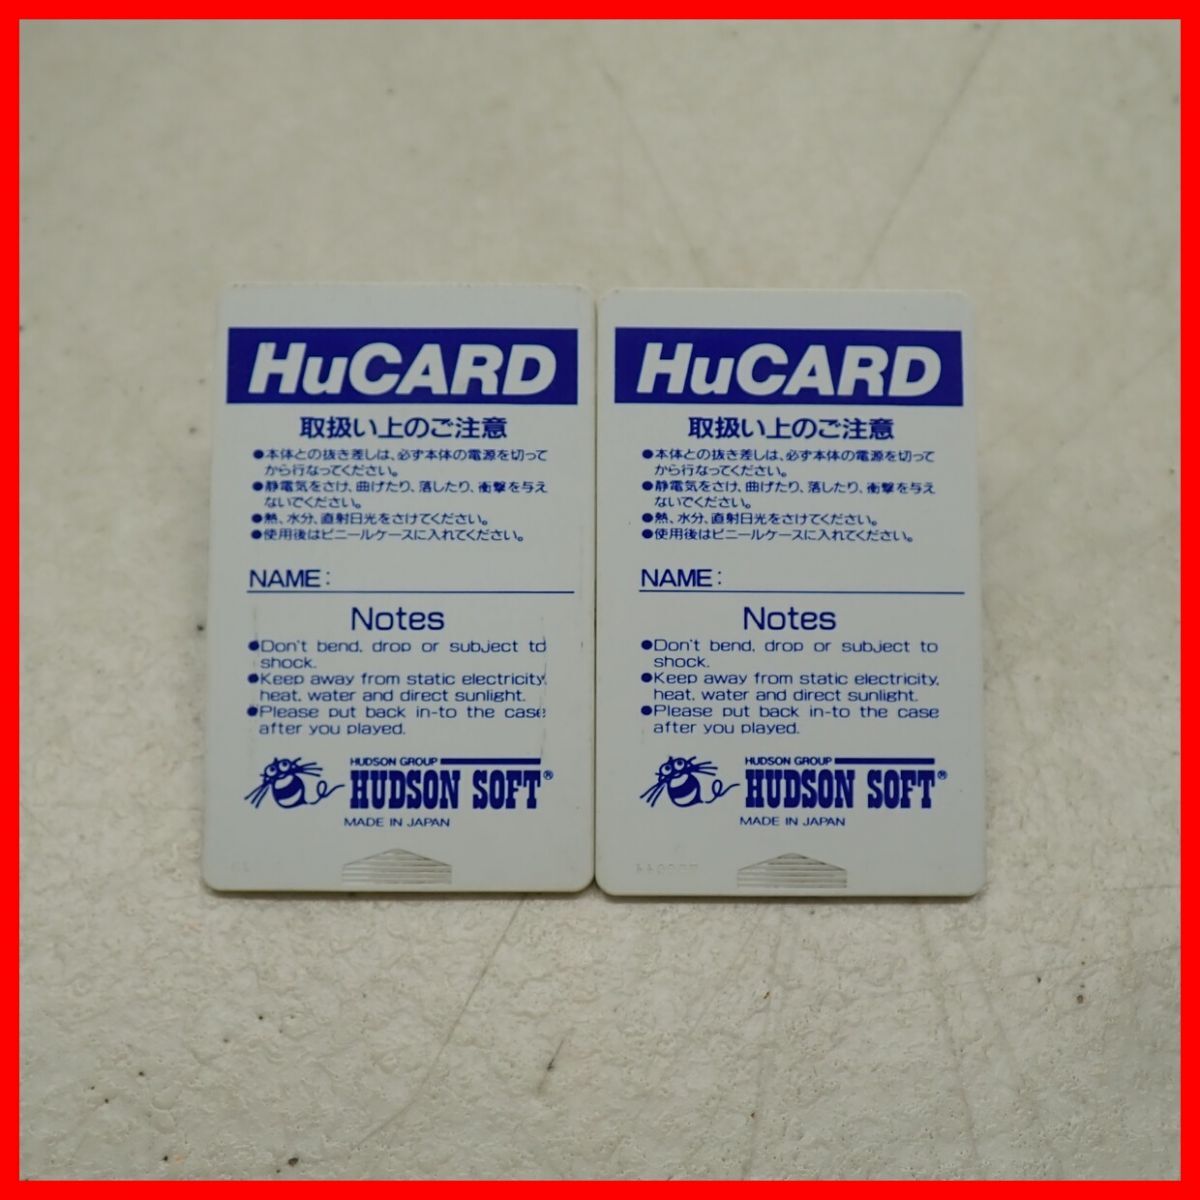 HuCARD
取扱い上のご注意
●本体との抜き差しは、必ず本体の電源を切って
から行なってください。
●静電気をさけ、曲げたり、落したり、衝撃を与え
ないでください。
●熱、水分、直射日光をさけてください。
●使用後はビニールケースに入れてください。
NAME:
Notes
●Don't bend, drop or subject to
shock.
●Keep away from static electricity,
heat, water and direct sunlight.
●Please put back in-to the case
after you played.
HUDSON GROUP
HUDSON SOFT®
MADE IN JAPAN
HuCARD
取扱い上のご注意
●本体との抜き差しは、必ず本体の電源を切って
から行なってください。
●静電気をさけ、曲げたり、落したり、衝撃を与え
ないでください。
●熱、水分、直射日光をさけてください。
●使用後はビニールケースに入れてください。
NAME:
Notes
●Don't bend, drop or subject to
shock.
●Keep away from static electricity,
heat, water and direct sunlight.
●Please put back in-to the case
after you played.
HUDSON GROUP
HUDSON SOFT®
MADE IN JAPAN